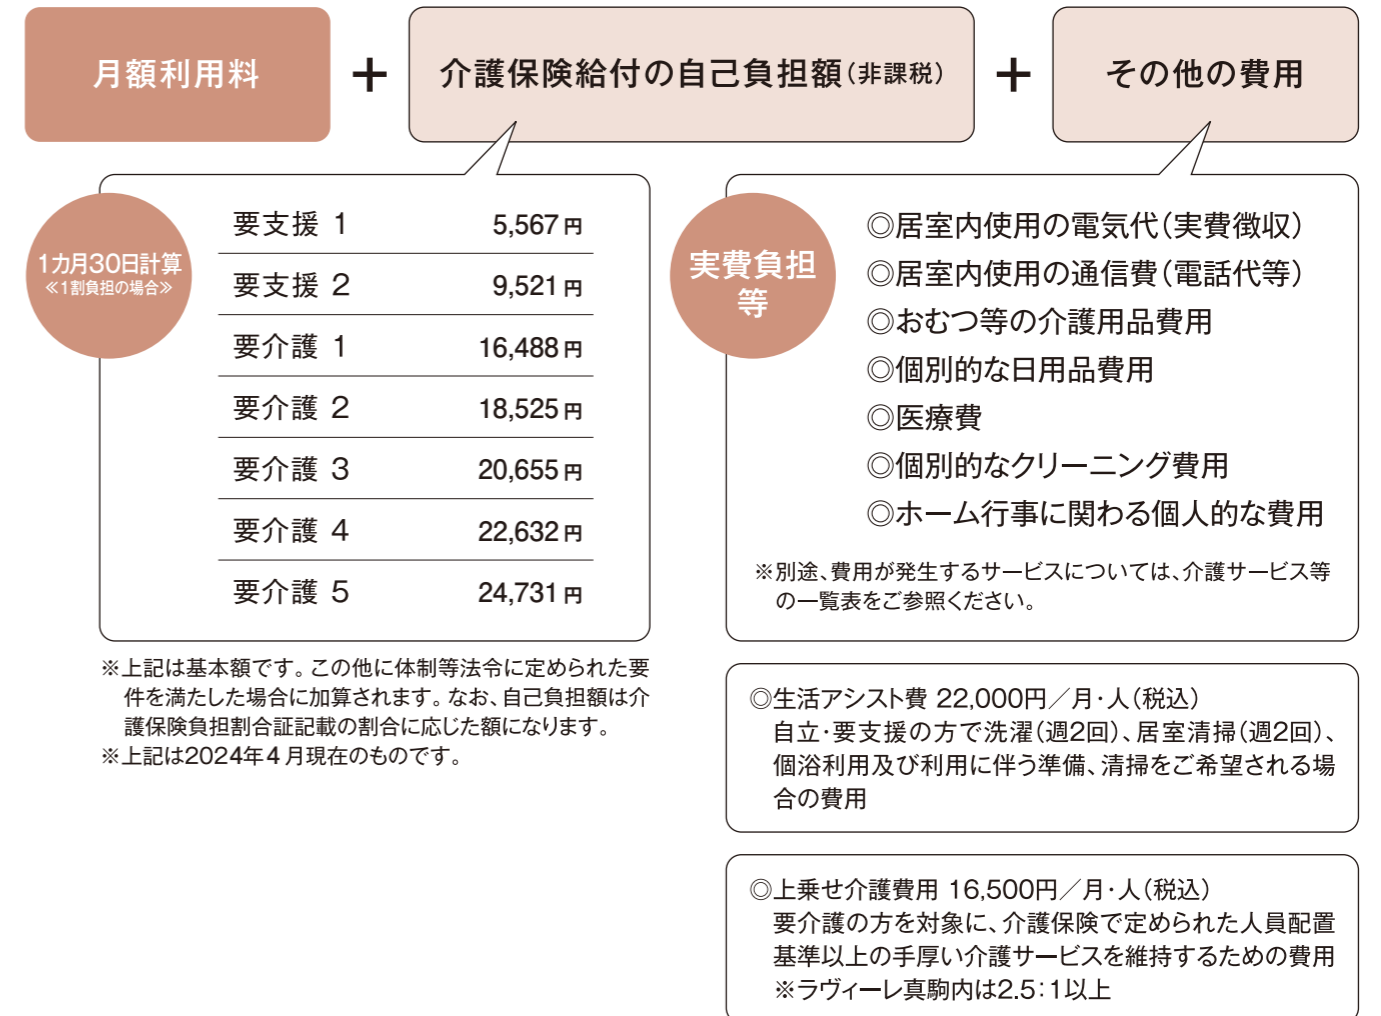 月額利用料 + 介護保険給付の自己負担額(非課税) + その他の費用
1カ月30日計算
≪1割負担の場合≫
要支援 1 5,567円
要支援 2 9,521円
要介護 1 16,488円
要介護 2 18,525円
要介護 3 20,655円
要介護 4 22,632円
要介護 5 24,731円
※上記は基本額です。この他に体制等法令に定められた要
件を満たした場合に加算されます。なお、自己負担額は介
護保険負担割合証記載の割合に応じた額になります。
※上記は2024年4月現在のものです。
実費負担
等
◎居室内使用の電気代(実費徴収)
◎居室内使用の通信費(電話代等)
◎おむつ等の介護用品費用
◎個別的な日用品費用
◎医療費
◎個別的なクリーニング費用
◎ホーム行事に関わる個人的な費用
※別途、費用が発生するサービスについては、介護サービス等
の一覧表をご参照ください。
◎生活アシスト費 22,000円/月・人(税込)
自立・要支援の方で洗濯(週2回)、居室清掃(週2回)、
個浴利用及び利用に伴う準備、清掃をご希望される場
合の費用
◎上乗せ介護費用 16,500円/月・人(税込)
要介護の方を対象に、介護保険で定められた人員配置
基準以上の手厚い介護サービスを維持するための費用
※ラヴィーレ真駒内は2.5:1以上